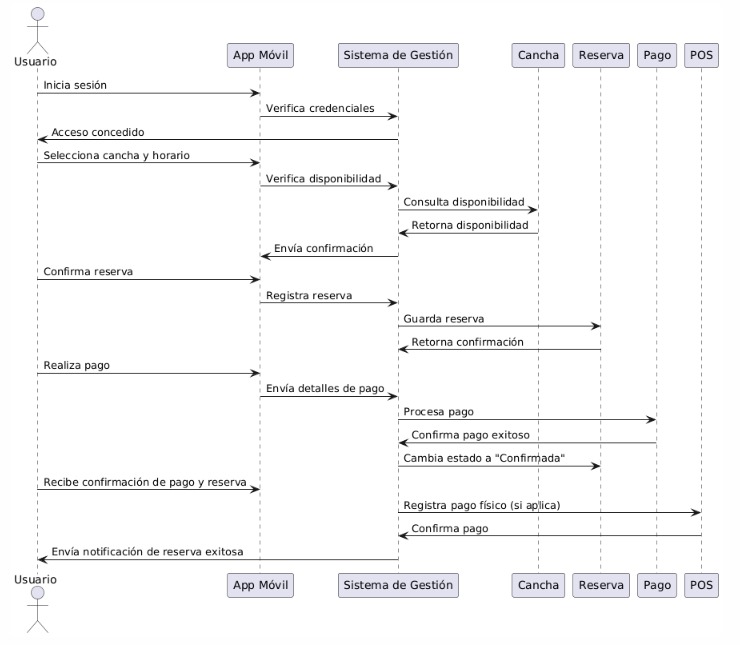 Usuario
App Móvil
Sistema de Gestión
Cancha
Reserva
Pago
POS
Inicia sesión
Verifica credenciales
Acceso concedido
Selecciona cancha y horario
Verifica disponibilidad
Consulta disponibilidad
Retorna disponibilidad
Envía confirmación
Confirma reserva
Registra reserva
Guarda reserva
Retorna confirmación
Realiza pago
Envía detalles de pago
Procesa pago
Confirma pago exitoso
Cambia estado a "Confirmada"
Recibe confirmación de pago y reserva
Registra pago físico (si aplica)
Confirma pago
Envía notificación de reserva exitosa
Usuario
App Móvil
Sistema de Gestión
Cancha
Reserva
Pago
POS